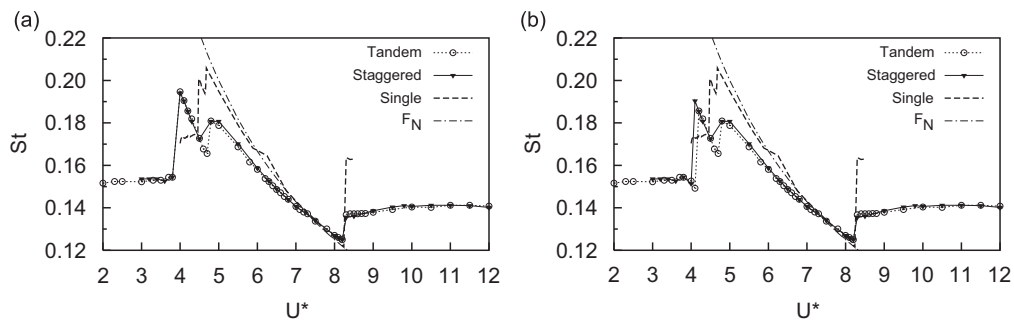 (a)
0.22
0.20
0.18
0.16
0.14
0.12
St
2 3 4 5 6 7 8 9 10 11 12
U*
Tandem
Staggered
Single
F_N
(b)
0.22
0.20
0.18
0.16
0.14
0.12
St
2 3 4 5 6 7 8 9 10 11 12
U*
Tandem
Staggered
Single
F_N